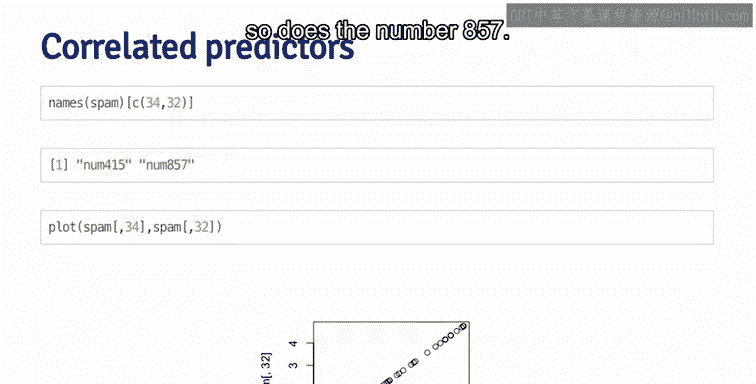 so does the number 857.
Correlated predictors
names(spam)[c(34,32)]
[1] "num415" "num857"
plot(spam[,34],spam[,32])
4
3
m[, 32]